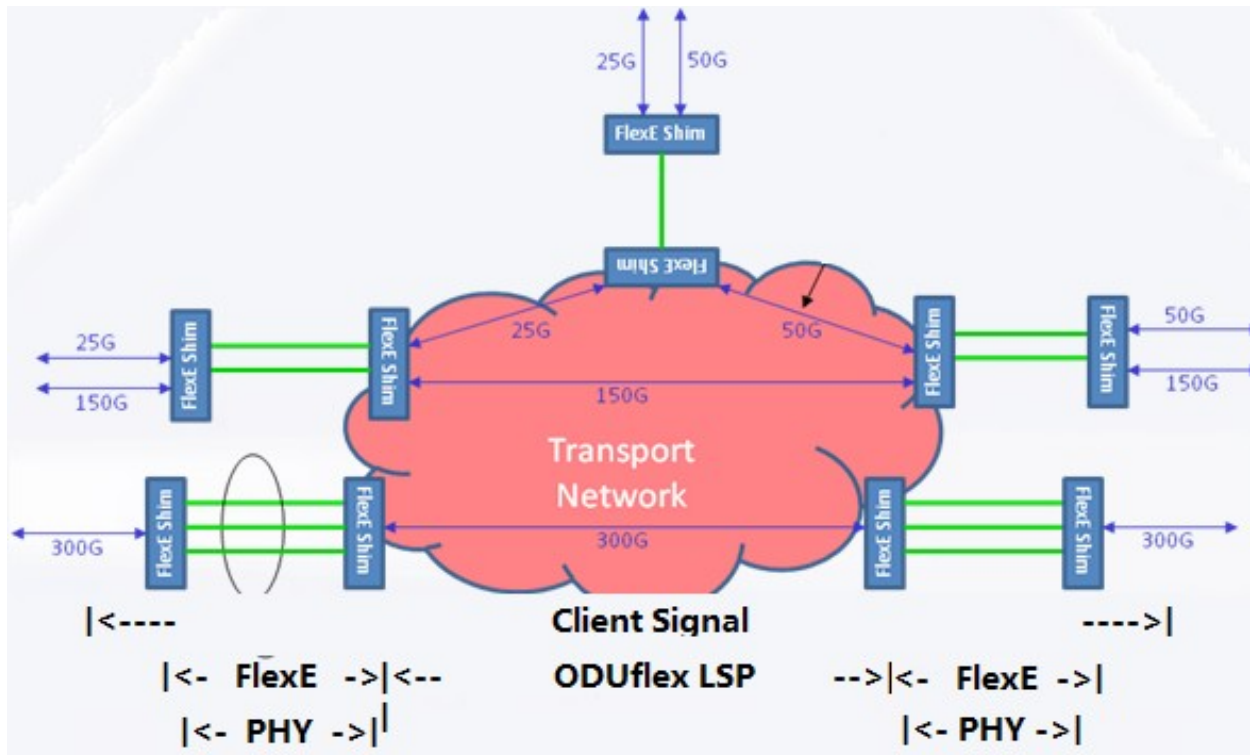 25G 50G
FlexE Shim
FlexE Shim
25G
50G
25G
150G
FlexE Shim
FlexE Shim
150G
FlexE Shim
FlexE Shim
50G
150G
Transport
Network
300G
FlexE Shim
FlexE Shim
300G
FlexE Shim
FlexE Shim
300G
|<---- Client Signal ---->|
|<- FlexE ->|<-- ODUflex LSP -->|<- FlexE ->|
|<- PHY ->| |<- PHY ->|